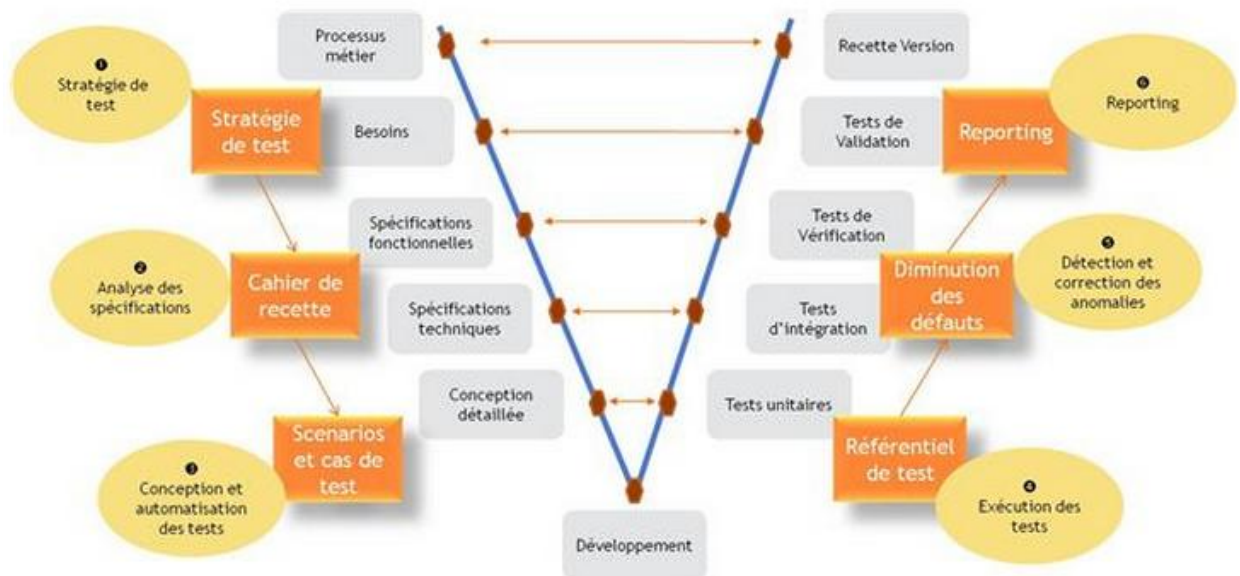 Processus
métier
Recette Version
❶
Stratégie de
test
❻
Reporting
Stratégie
de test
Besoins
Tests de
Validation
Reporting
Spécifications
fonctionnelles
Tests de
Vérification
❷
Analyse des
spécifications
Cahier de
recette
Diminution
des
défauts
❺
Détection et
correction des
anomalies
Spécifications
techniques
Tests
d'intégration
Conception
détaillée
Tests unitaires
Scenarios
et cas de
test
Référentiel
de test
❸
Conception et
automatisation
des tests
❹
Exécution des
tests
Développement